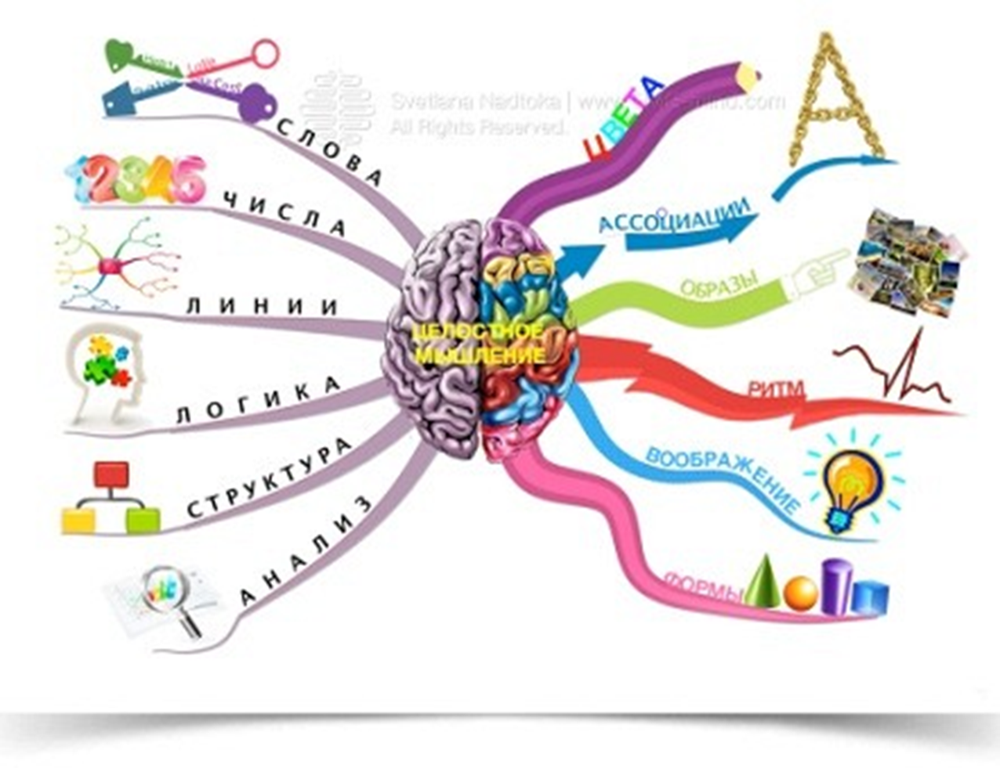 СЛОВА
ЧИСЛА
ЛИНИИ
ЛОГИКА
СТРУКТУРА
АНАЛИЗ
ЦЕЛОСТНОЕ
МЫШЛЕНИЕ
ЦВЕТА
АССОЦИАЦИИ
ОБРАЗЫ
РИТМ
ВООБРАЖЕНИЕ
ФОРМЫ
A
12345
Svetlana Nadtoka | www.
All Rights Reserved.